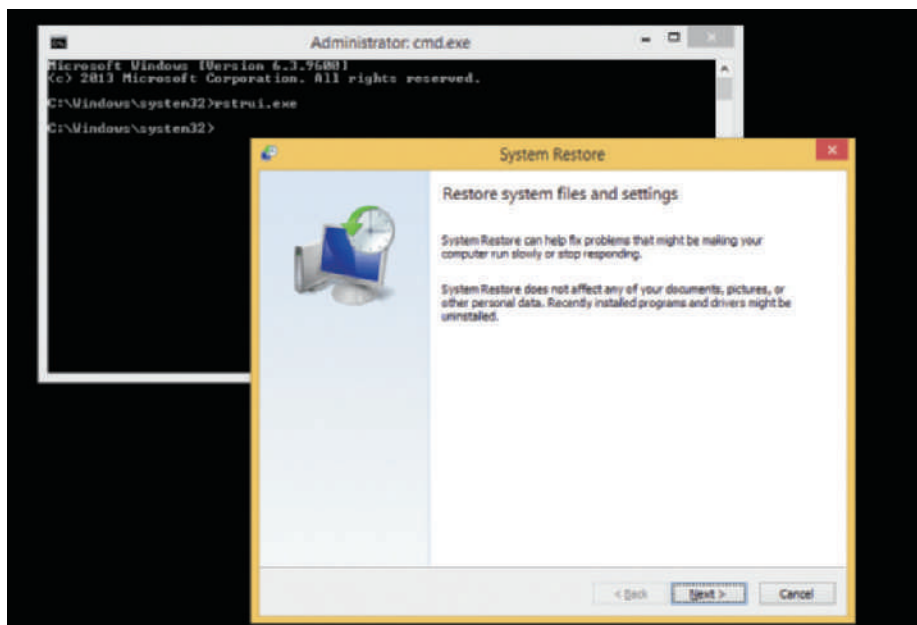 Administrator: cmd.exe
Microsoft Windows [Version 6.3.9600]
(c) 2013 Microsoft Corporation. All rights reserved.
C:\Windows\system32>rstrui.exe
C:\Windows\system32>
System Restore
Restore system files and settings
System Restore can help fix problems that might be making your
computer run slowly or stop responding.
System Restore does not affect any of your documents, pictures, or
other personal data. Recently installed programs and drivers might be
uninstalled.
< Back
Next >
Cancel